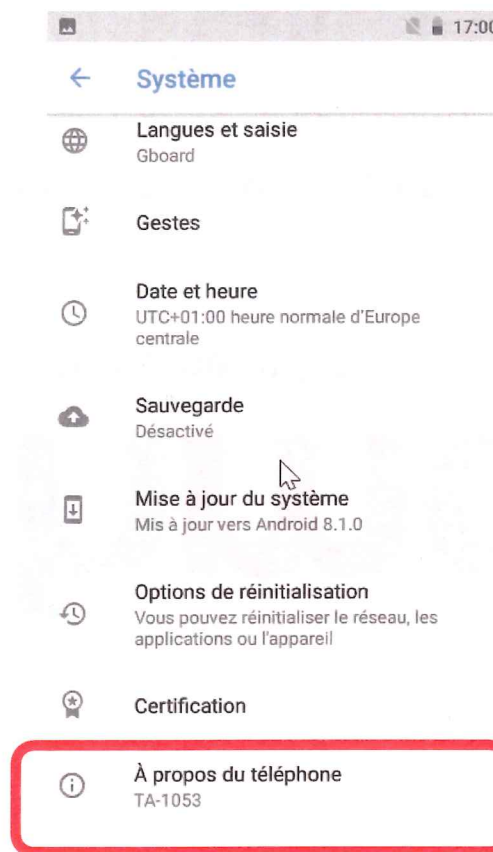 17:00
Système
Langues et saisie
Gboard
Gestes
Date et heure
UTC+01:00 heure normale d'Europe
centrale
Sauvegarde
Désactivé
Mise à jour du système
Mis à jour vers Android 8.1.0
Options de réinitialisation
Vous pouvez réinitialiser le réseau, les
applications ou l'appareil
Certification
À propos du téléphone
TA-1053